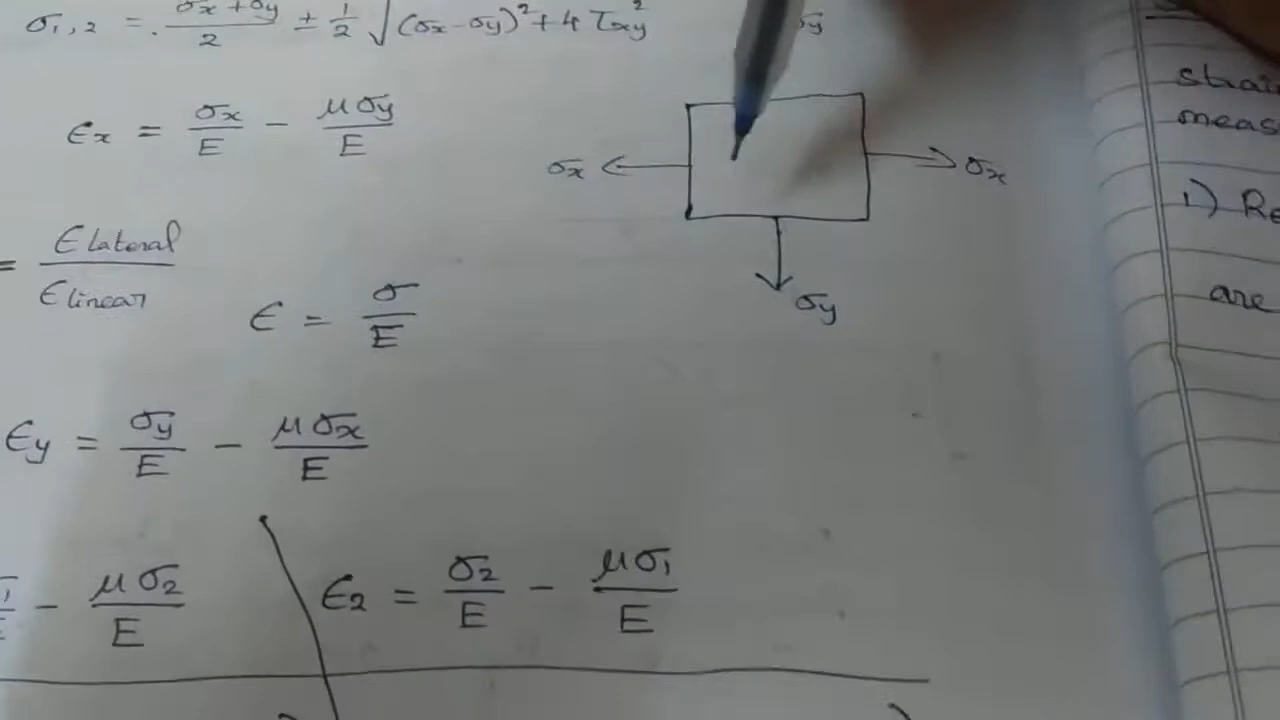 σ1,2 = σx+σy/2 ± 1/2 √(σx-σy)²+4τxy²
σy
εx = σx/E - μσy/E
σx
σx
= εlateral/εlinear
ε = σ/E
σy
εy = σy/E - μσx/E
- μσ2/E
ε2 = σ2/E - μσ1/E
1)
are